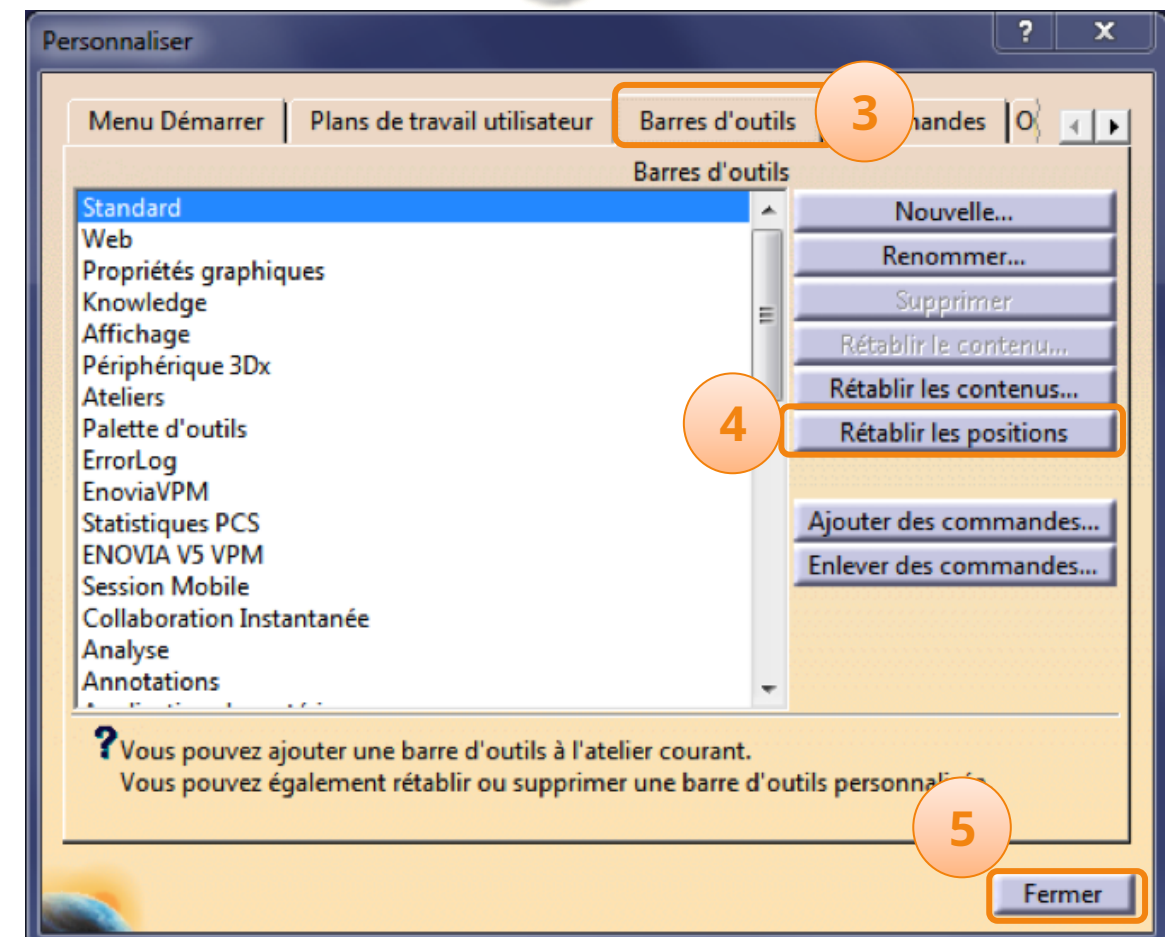 Personnaliser
? x
Menu Démarrer Plans de travail utilisateur Barres d'outils 3
Barres d'outils
Standard
Web
Propriétés graphiques
Knowledge
Affichage
Périphérique 3Dx
Ateliers
Palette d'outils
ErrorLog
EnoviaVPM
Statistiques PCS
ENOVIA V5 VPM
Session Mobile
Collaboration Instantanée
Analyse
Annotations
Nouvelle...
Renommer...
Supprimer
Rétablir le contenu...
Rétablir les contenus...
4 Rétablir les positions
Ajouter des commandes...
Enlever des commandes...
? Vous pouvez ajouter une barre d'outils à l'atelier courant.
Vous pouvez également rétablir ou supprimer une barre d'outils
5
Fermer